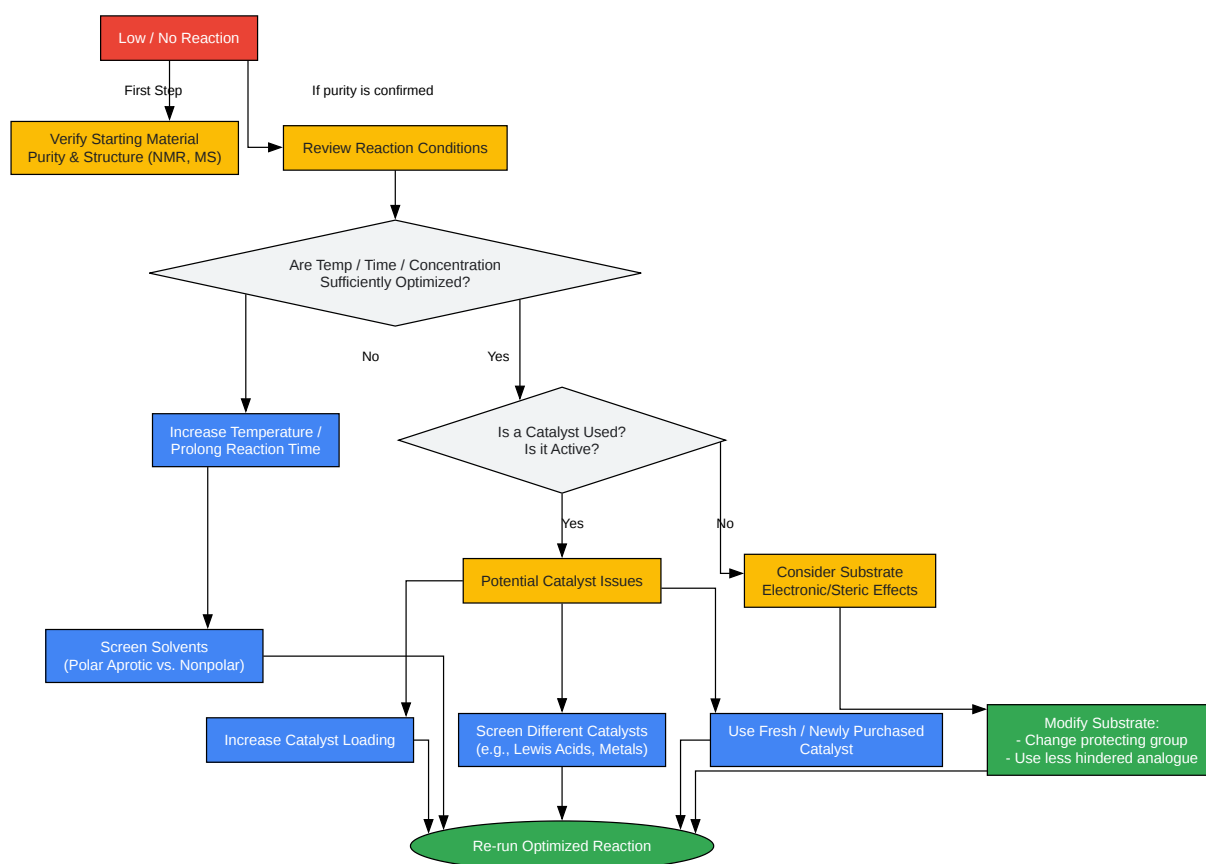 Low / No Reaction
First Step
If purity is confirmed
Verify Starting Material
Purity & Structure (NMR, MS)
Review Reaction Conditions
Are Temp / Time / Concentration
Sufficiently Optimized?
No
Yes
Increase Temperature /
Prolong Reaction Time
Is a Catalyst Used?
Is it Active?
Yes
No
Potential Catalyst Issues
Consider Substrate
Electronic/Steric Effects
Screen Solvents
(Polar Aprotic vs. Nonpolar)
Increase Catalyst Loading
Screen Different Catalysts
(e.g., Lewis Acids, Metals)
Use Fresh / Newly Purchased
Catalyst
Modify Substrate:
- Change protecting group
- Use less hindered analogue
Re-run Optimized Reaction